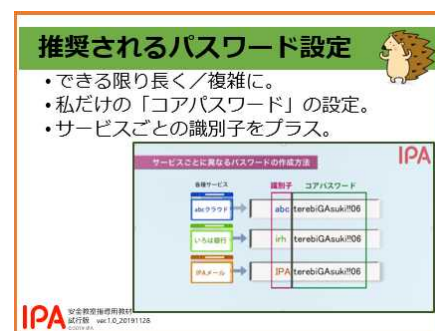 推奨されるパスワード設定
•できる限り長く／複雑に。
•私だけの「コアパスワード」の設定。
•サービスごとの識別子をプラス。
IPA
サービスごとに異なるパスワードの作成方法
各種サービス 識別子 コアパスワード
abcクラウド abc terebiGAsuki!!06
いろは銀行 irh terebiGAsuki!!06
IPAメール IPA terebiGAsuki!!06
IPA 安全教室指導用教材
試行版 ver.1.0_20191126